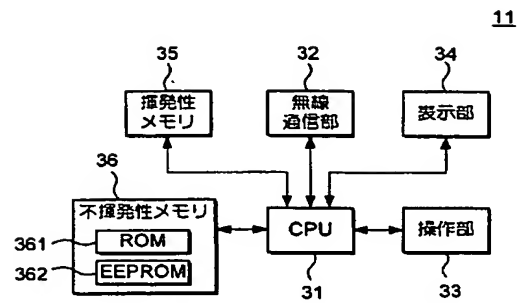 11
35
32
34
揮発性
メモリ
無線
通信部
表示部
36
不揮発性メモリ
361
ROM
362
EEPROM
CPU
操作部
31
33